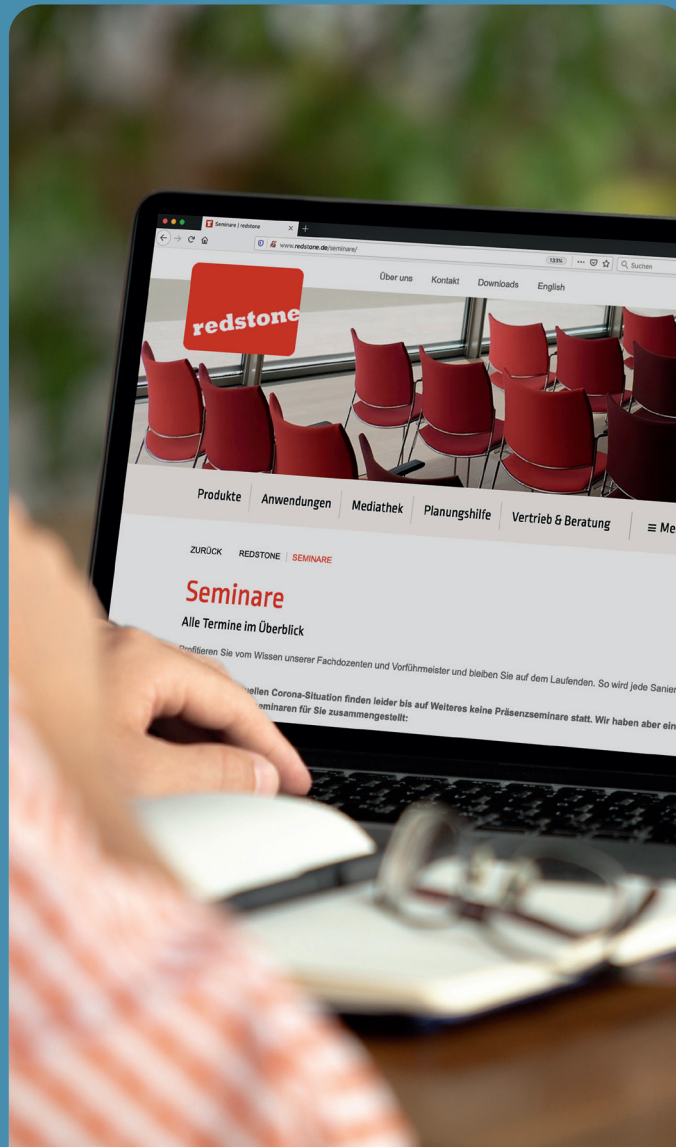 Seminare | redstone
www.redstone.de/seminare/
133%
Suchen
Über uns Kontakt Downloads English
redstone
Produkte Anwendungen Mediathek Planungshilfe Vertrieb & Beratung ≡ Me
ZURÜCK REDSTONE | SEMINARE
Seminare
Alle Termine im Überblick
Profitieren Sie vom Wissen unserer Fachdozenten und Vorführmeister und bleiben Sie auf dem Laufenden. So wird jede Sanier
uellen Corona-Situation finden leider bis auf Weiteres keine Präsenzseminare statt. Wir haben aber ein
eminaren für Sie zusammengestellt: